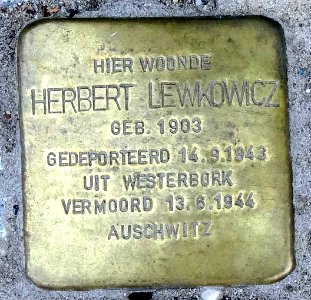 HIER WOONDE
HERBERT LEWKOWICZ
GEB. 1903
GEDEPORTEERD 14.9.1943
UIT WESTERBORK
VERMOORD 13.6.1944
AUSCHWITZ